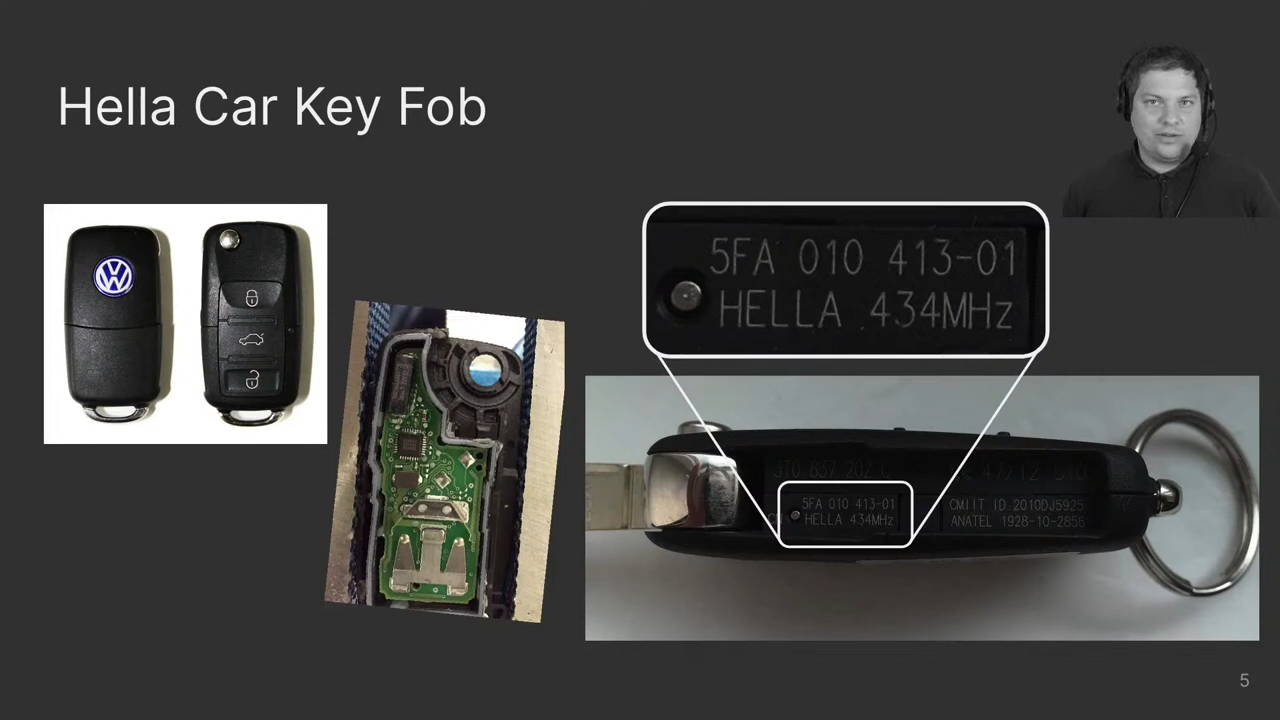 Hella Car Key Fob
5FA 010 413-01
HELLA 434MHz
5FA 010 413-01
HELLA 434MHz
CMIIT ID:2010DJ5925
ANATEL 1928-10-2856
5